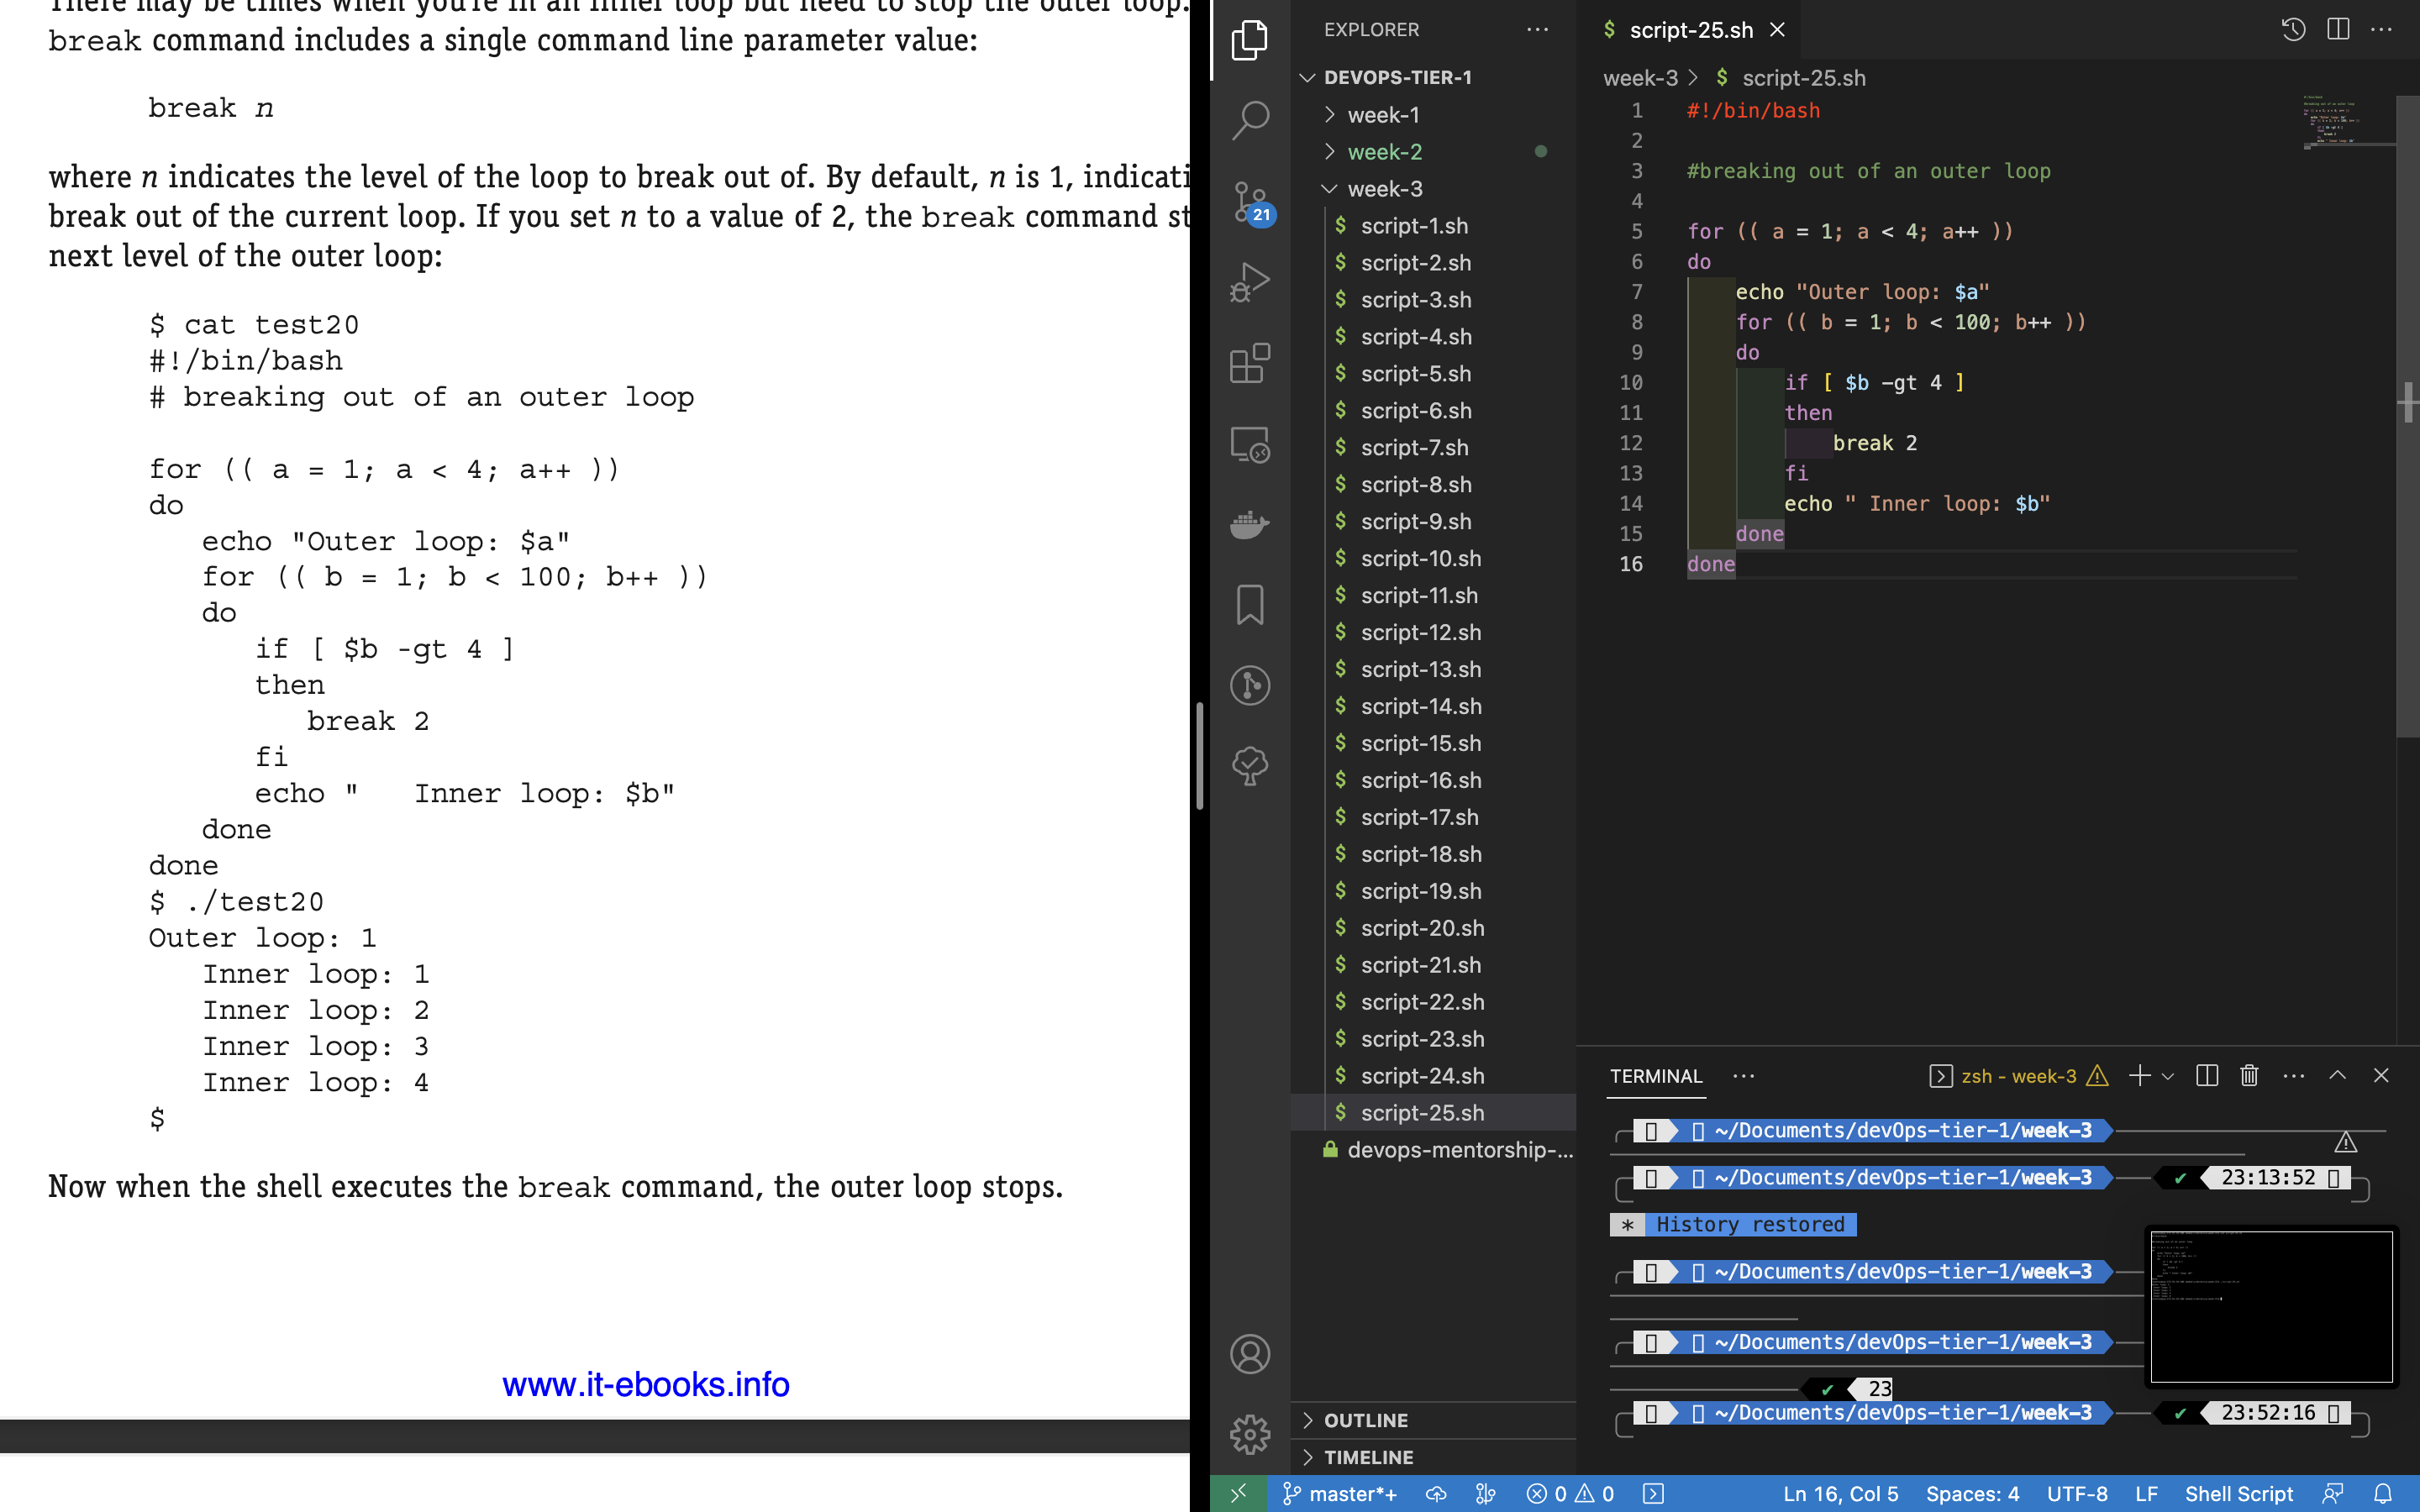 There may be times when you're in an inner loop but need to stop the outer loop.
break command includes a single command line parameter value:
break n
where n indicates the level of the loop to break out of. By default, n is 1, indicati
break out of the current loop. If you set n to a value of 2, the break command st
next level of the outer loop:
$ cat test20
#!/bin/bash
# breaking out of an outer loop
for (( a = 1; a < 4; a++ ))
do
echo "Outer loop: $a"
for (( b = 1; b < 100; b++ ))
do
if [ $b -gt 4 ]
then
break 2
fi
echo "   Inner loop: $b"
done
done
$ ./test20
Outer loop: 1
Inner loop: 1
Inner loop: 2
Inner loop: 3
Inner loop: 4
$
Now when the shell executes the break command, the outer loop stops.
www.it-ebooks.info
21
EXPLORER
DEVOPS-TIER-1
week-1
week-2
week-3
$ script-1.sh
$ script-2.sh
$ script-3.sh
$ script-4.sh
$ script-5.sh
$ script-6.sh
$ script-7.sh
$ script-8.sh
$ script-9.sh
$ script-10.sh
$ script-11.sh
$ script-12.sh
$ script-13.sh
$ script-14.sh
$ script-15.sh
$ script-16.sh
$ script-17.sh
$ script-18.sh
$ script-19.sh
$ script-20.sh
$ script-21.sh
$ script-22.sh
$ script-23.sh
$ script-24.sh
$ script-25.sh
devops-mentorship-...
OUTLINE
TIMELINE
$ script-25.sh
week-3 > $ script-25.sh
1 #!/bin/bash
2
3 #breaking out of an outer loop
4
5 for (( a = 1; a < 4; a++ ))
6 do
7 echo "Outer loop: $a"
8 for (( b = 1; b < 100; b++ ))
9 do
10 if [ $b -gt 4 ]
11 then
12 break 2
13 fi
14 echo " Inner loop: $b"
15 done
16 done
TERMINAL
zsh - week-3
~/Documents/devOps-tier-1/week-3
~/Documents/devOps-tier-1/week-3 ✔ 23:13:52
* History restored
~/Documents/devOps-tier-1/week-3
~/Documents/devOps-tier-1/week-3
✔ 23
~/Documents/devOps-tier-1/week-3 ✔ 23:52:16
master*+ 0 0 Ln 16, Col 5 Spaces: 4 UTF-8 LF Shell Script